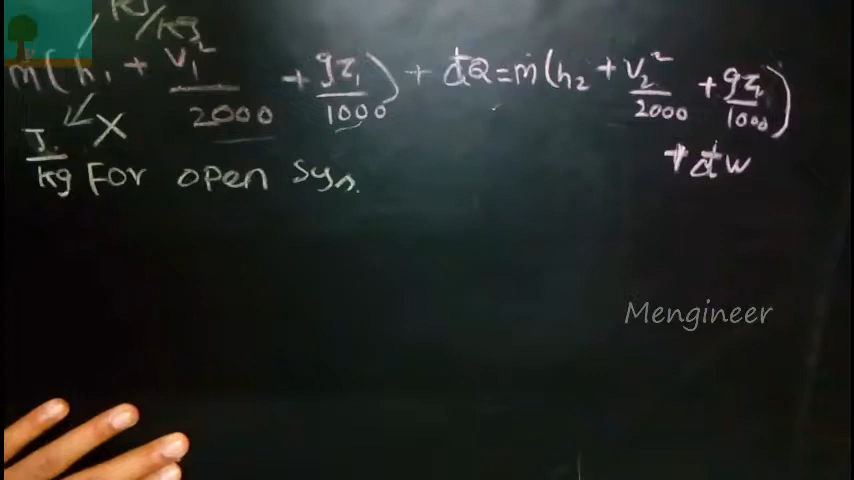 KJ/Kg
ṁ(h₁ + V₁²/2000 + gz₁/1000) + đQ = ṁ(h₂ + V₂²/2000 + gz₂/1000)
+ đw
J/kg X
For open sys.
Mengineer